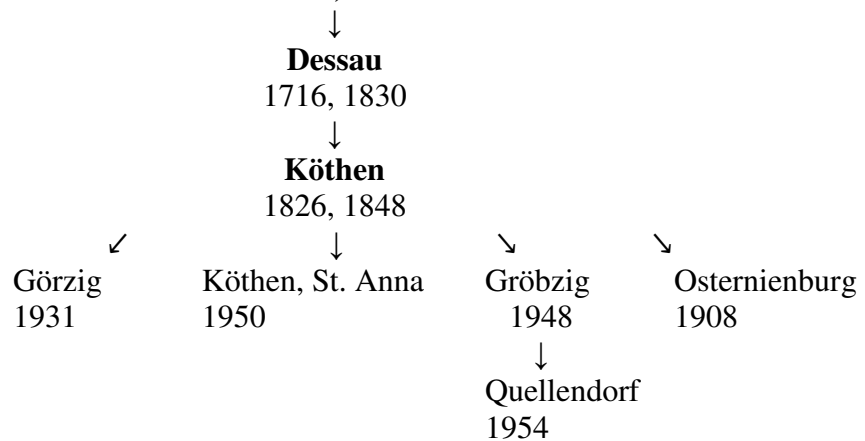 ↓
Dessau
1716, 1830
↓
Köthen
1826, 1848
↙ ↓ ↘ ↘
Görzig Köthen, St. Anna Gröbzig Osternienburg
1931 1950 1948 1908
↓
Quellendorf
1954